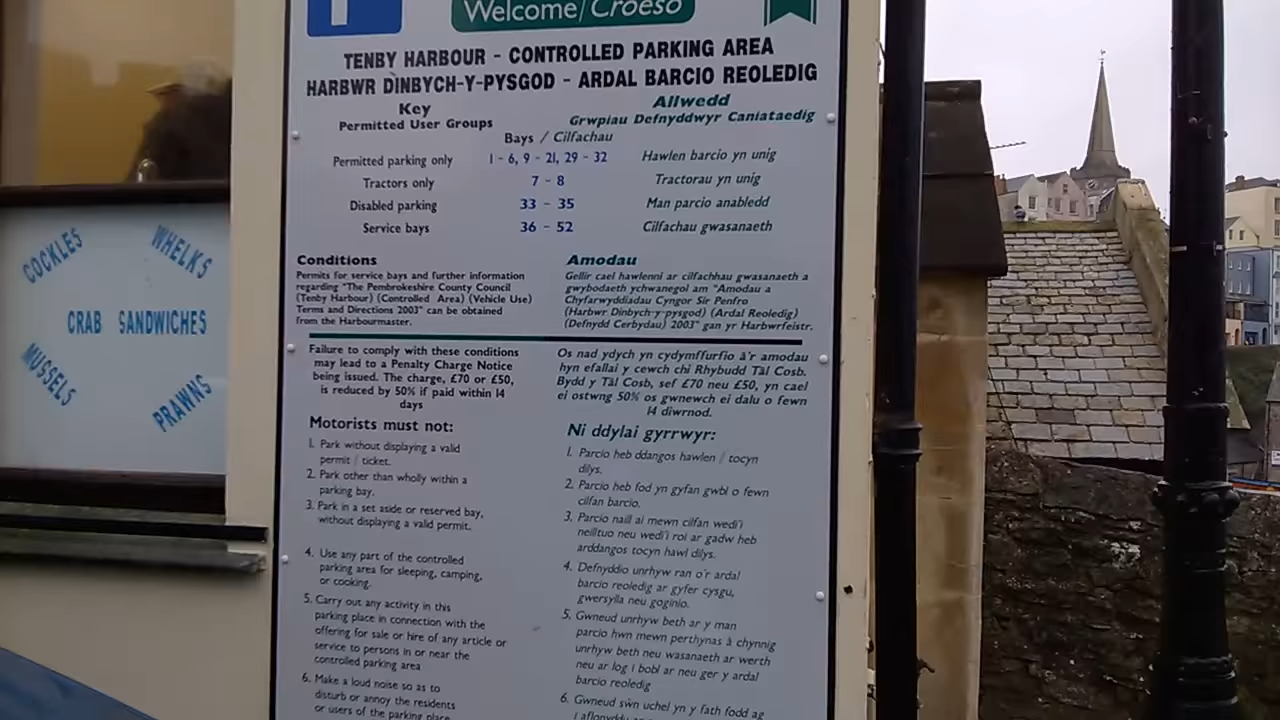 Welcome/Croeso
TENBY HARBOUR - CONTROLLED PARKING AREA
HARBWR DINBYCH-Y-PYSGOD - ARDAL BARCIO REOLEDIG
Key
Permitted User Groups
Allwedd
Grwpiau Defnyddwyr Caniataedig
Bays / Cilfachau
Permitted parking only 1 - 6, 9 - 21, 29 - 32 Hawlen barcio yn unig
Tractors only 7 - 8 Tractorau yn unig
Disabled parking 33 - 35 Man parcio anabledd
Service bays 36 - 52 Cilfachau gwasanaeth
Conditions
Permits for service bays and further information
regarding "The Pembrokeshire County Council
(Tenby Harbour) (Controlled Area) (Vehicle Use)
Terms and Directions 2003" can be obtained
from the Harbourmaster.
Amodau
Gellir cael hawlenni ar cilfachhau gwasanaeth a
gwybodaeth ychwanegol am "Amodau a
Chyfarwyddiadau Cyngor Sir Penfro
(Harbwr Dinbych-y-pysgod) (Ardal Reoledig)
(Defnydd Cerbydau) 2003" gan yr Harbwrfeistr.
Failure to comply with these conditions
may lead to a Penalty Charge Notice
being issued. The charge, £70 or £50,
is reduced by 50% if paid within 14
days
Os nad ydych yn cydymffurfio â'r amodau
hyn efallai y cewch chi Rhybudd Tâl Cosb.
Bydd y Tâl Cosb, sef £70 neu £50, yn cael
ei ostwng 50% os gwnewch ei dalu o fewn
14 diwrnod.
Motorists must not:
1. Park without displaying a valid
permit / ticket.
2. Park other than wholly within a
parking bay.
3. Park in a set aside or reserved bay,
without displaying a valid permit.
4. Use any part of the controlled
parking area for sleeping, camping,
or cooking.
5. Carry out any activity in this
parking place in connection with the
offering for sale or hire of any article or
service to persons in or near the
controlled parking area
6. Make a loud noise so as to
disturb or annoy the residents
or users of the parking place
Ni ddylai gyrrwyr:
1. Parcio heb ddangos hawlen / tocyn
dilys.
2. Parcio heb fod yn gyfan gwbl o fewn
cilfan barcio.
3. Parcio naill ai mewn cilfan wedi'i
neilltuo neu wedi'i roi ar gadw heb
arddangos tocyn hawl dilys.
4. Defnyddio unrhyw ran o'r ardal
barcio reoledig ar gyfer cysgu,
gwersylla neu goginio.
5. Gwneud unrhyw beth ar y man
parcio hwn mewn perthynas â chynnig
unrhyw beth neu wasanaeth ar werth
neu ar log i bobl ar neu ger y ardal
barcio reoledig
6. Gwneud sŵn uchel yn y fath fodd ag
i aflonyddu
COCKLES
WHELKS
CRAB SANDWICHES
MUSSELS
PRAWNS